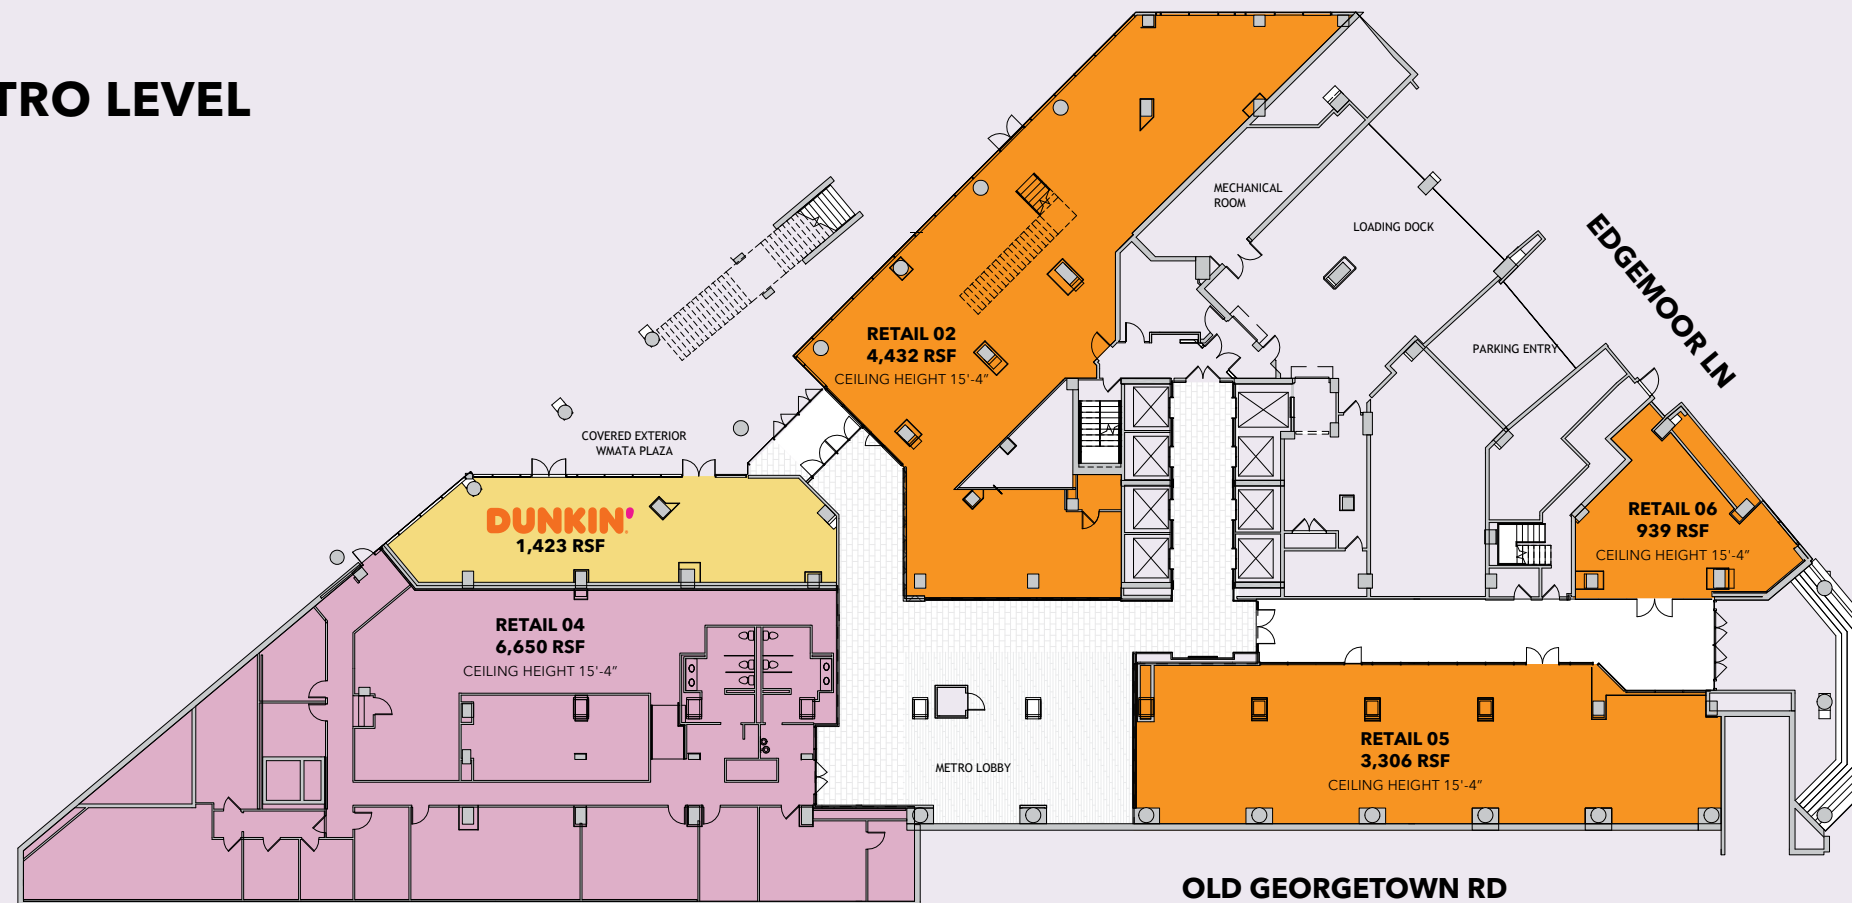 TRO LEVEL
MECHANICAL
ROOM
LOADING DOCK
EDGEMOOR LN
PARKING ENTRY
RETAIL 02
4,432 RSF
CEILING HEIGHT 15'-4"
COVERED EXTERIOR
WMATA PLAZA
DUNKIN'
1,423 RSF
RETAIL 06
939 RSF
CEILING HEIGHT 15'-4"
RETAIL 04
6,650 RSF
CEILING HEIGHT 15'-4"
METRO LOBBY
RETAIL 05
3,306 RSF
CEILING HEIGHT 15'-4"
OLD GEORGETOWN RD